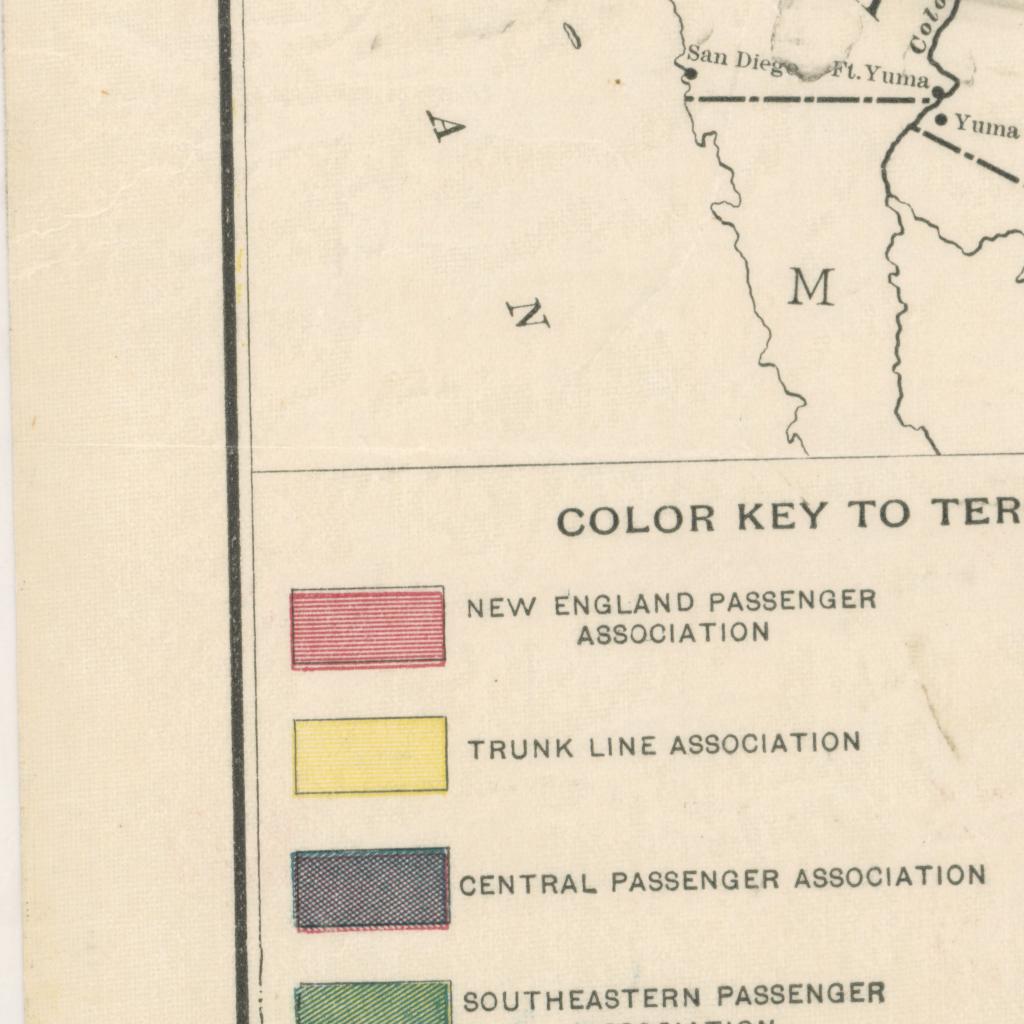 Colo
San Diego
Ft. Yuma
Yuma
A
N
M
COLOR KEY TO TER
NEW ENGLAND PASSENGER
ASSOCIATION
TRUNK LINE ASSOCIATION
CENTRAL PASSENGER ASSOCIATION
SOUTHEASTERN PASSENGER